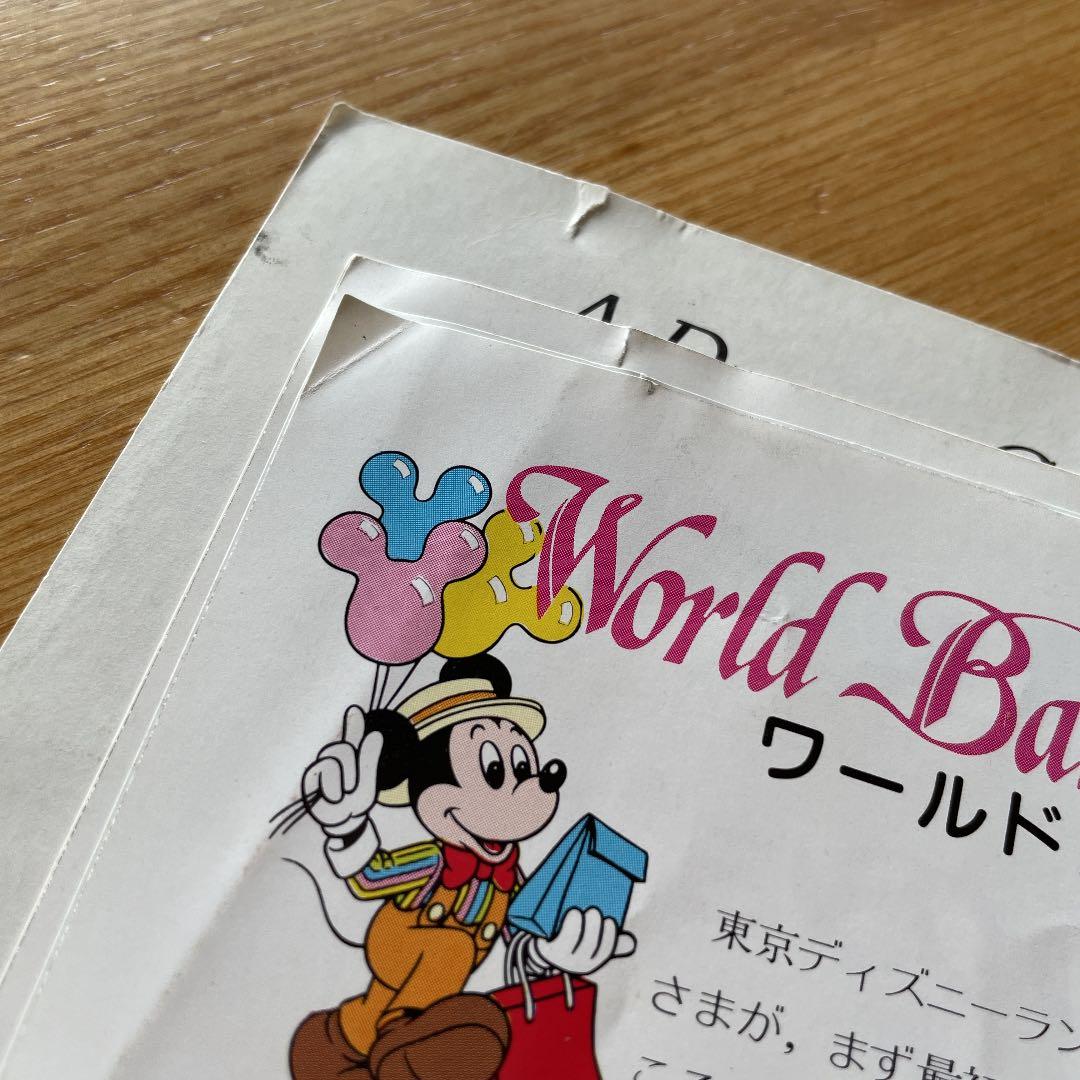 World Ba
ワールド
東京ディズニーラン
さまが，まず最